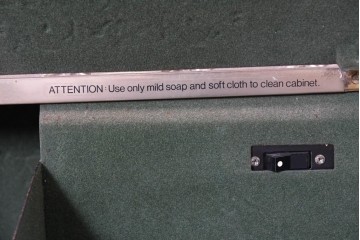 ATTENTION: Use only mild soap and soft cloth to clean cabinet.